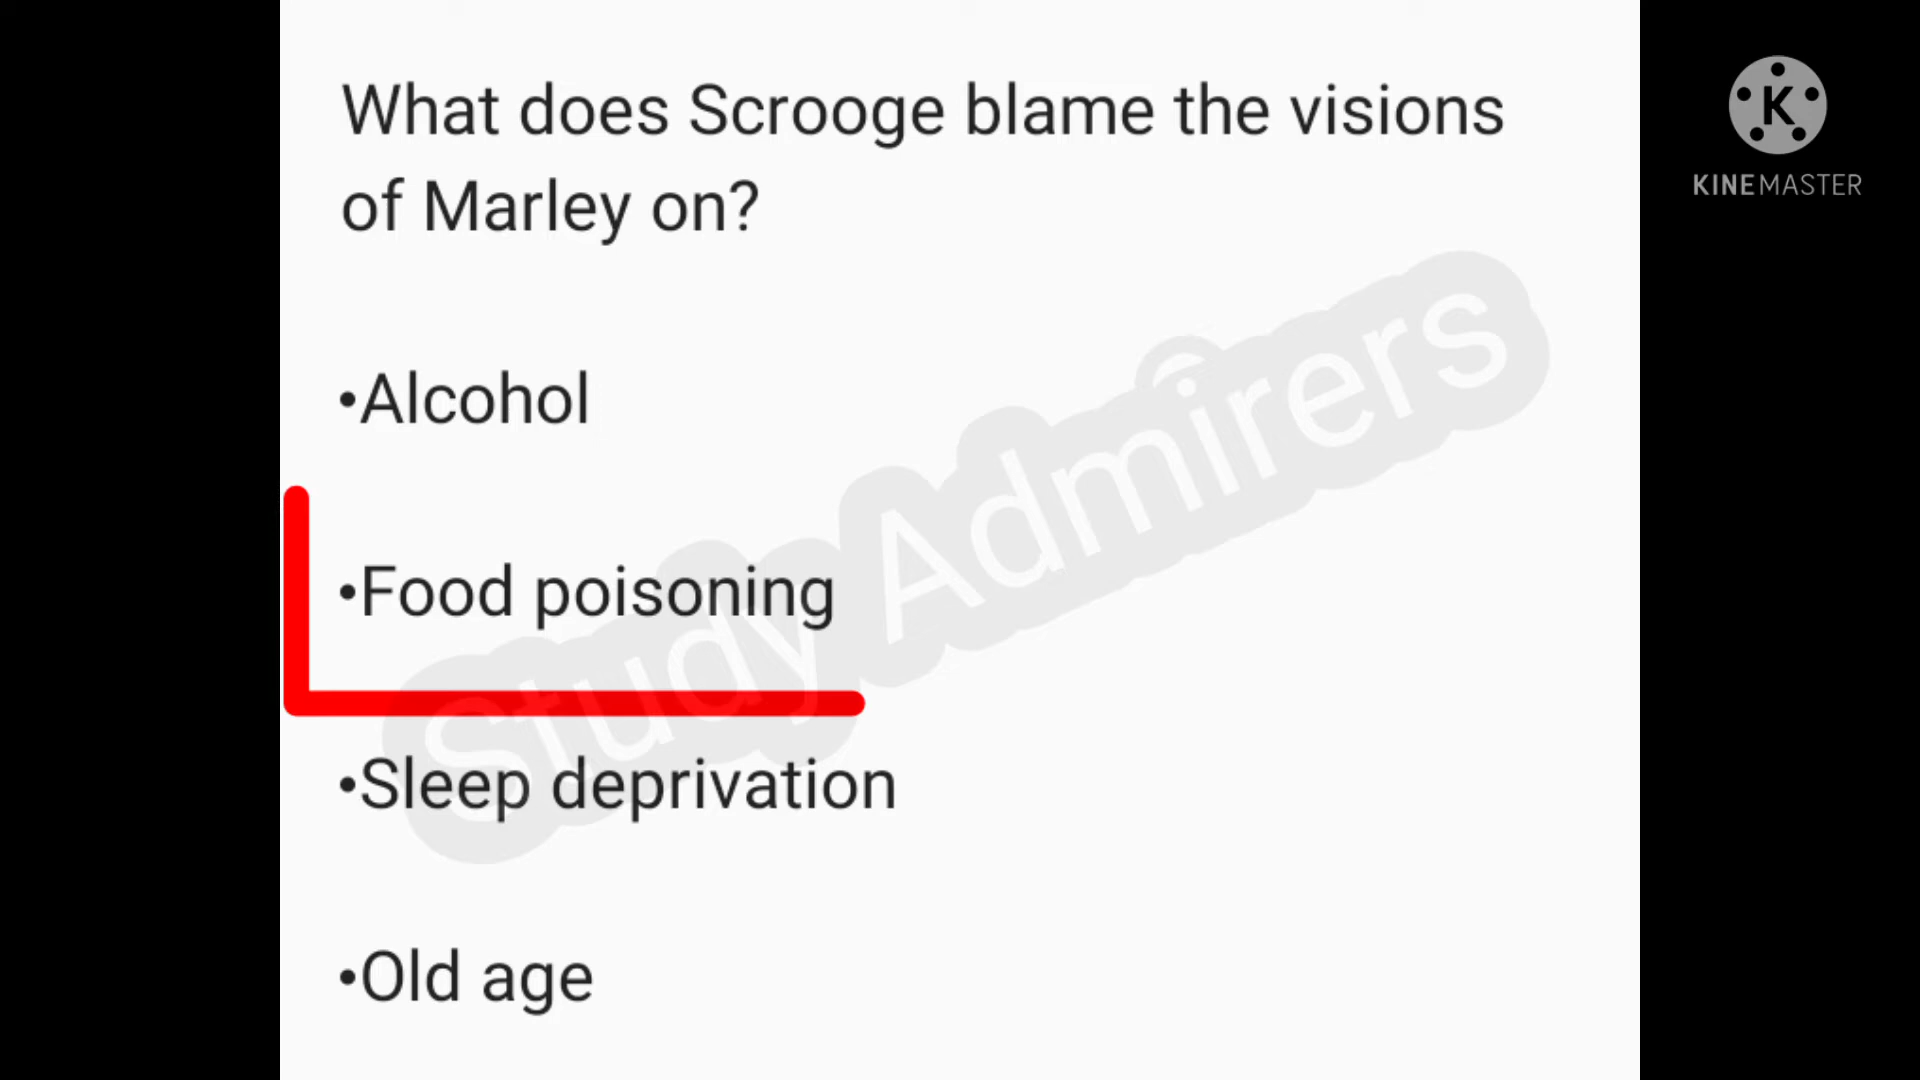 What does Scrooge blame the visions
of Marley on?
K
KINEMASTER
•Alcohol
•Food poisoning
•Sleep deprivation
•Old age
Study Admirers